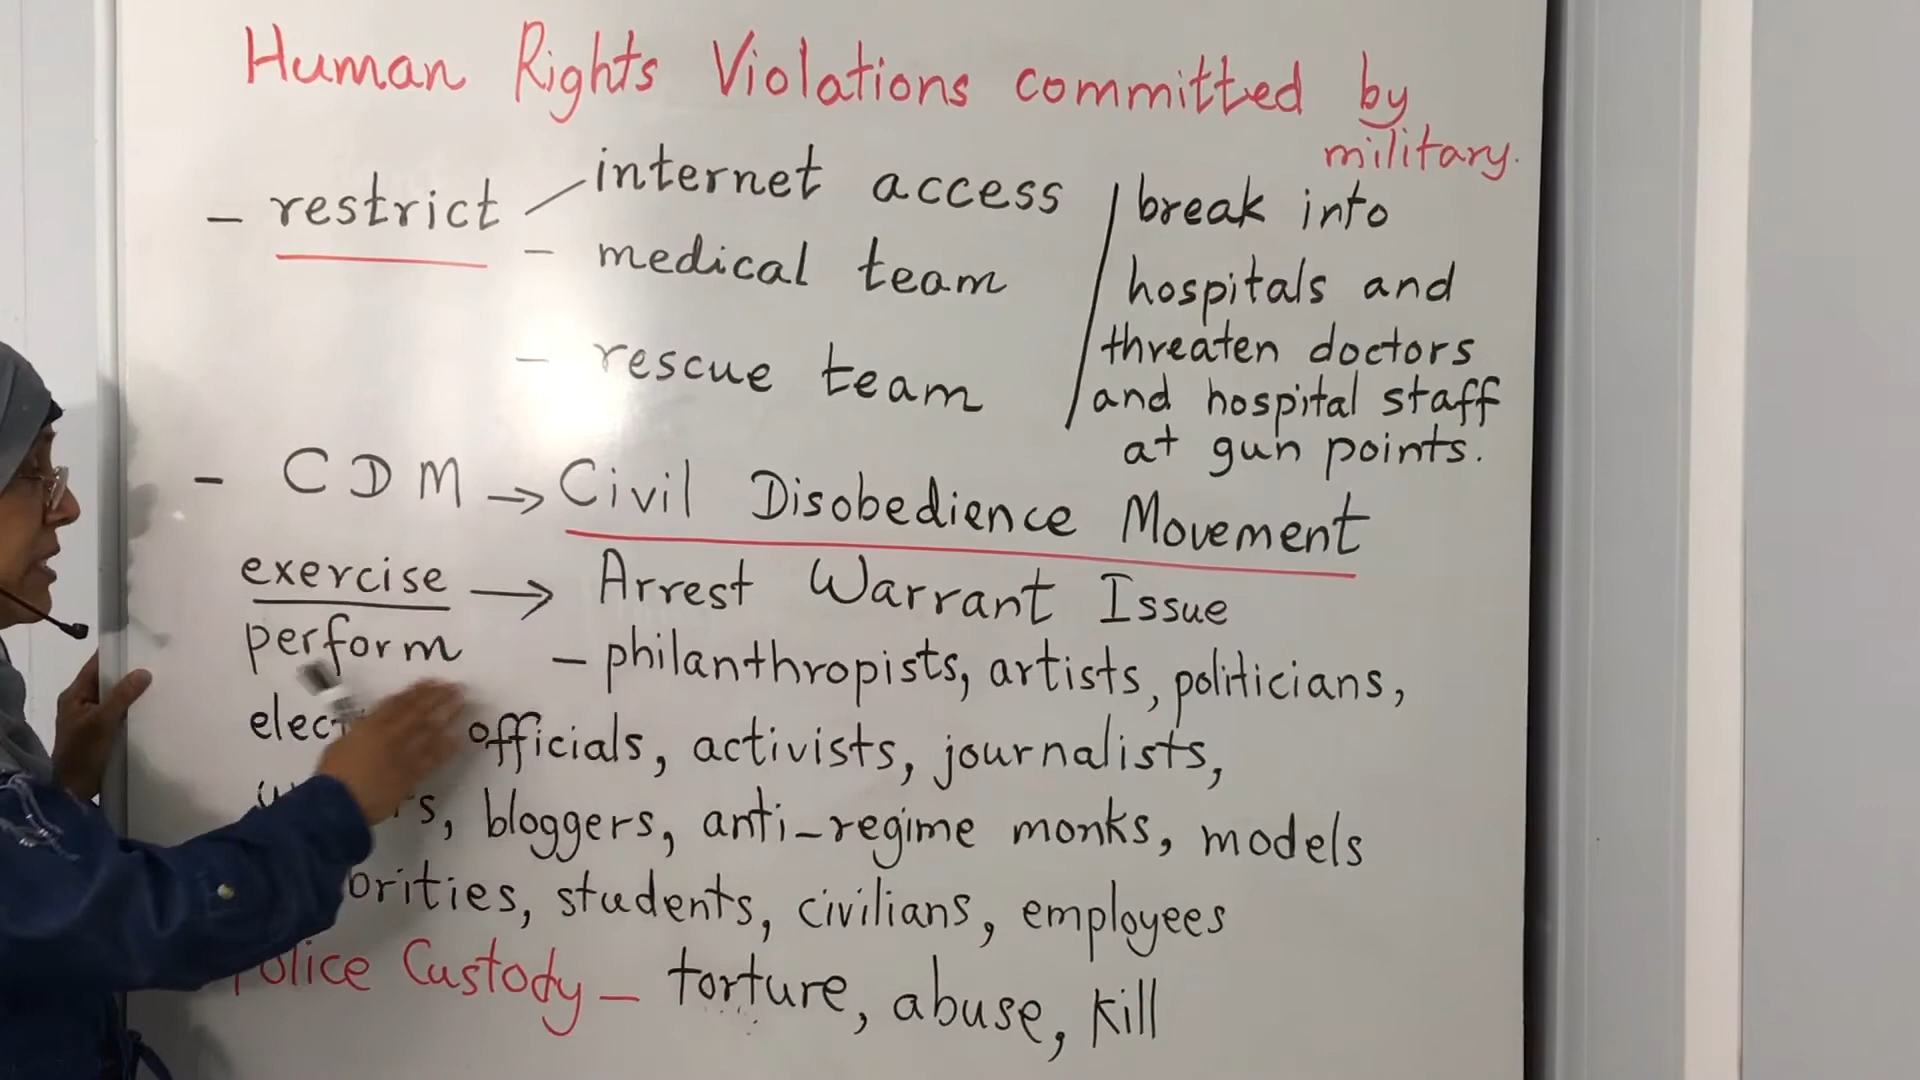 Human Rights Violations committed by
military.
- restrict - internet access
- medical team
- rescue team
break into
hospitals and
threaten doctors
and hospital staff
at gun points.
- CDM → Civil Disobedience Movement
exercise → Arrest Warrant Issue
perform - philanthropists, artists, politicians,
officials, activists, journalists,
bloggers, anti-regime monks, models
students, civilians, employees
Police Custody - torture, abuse, kill